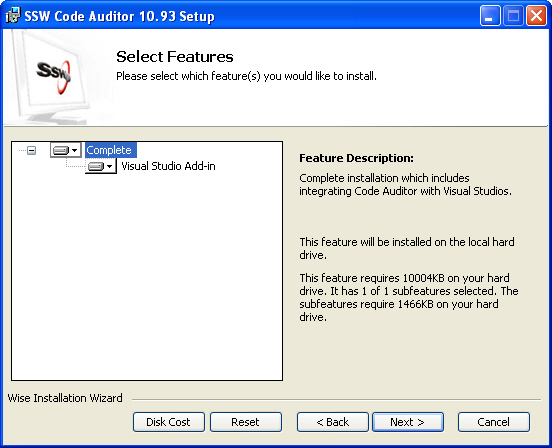 SSW Code Auditor 10.93 Setup
SSW
Select Features
Please select which feature(s) you would like to install.
Complete
Visual Studio Add-in
Feature Description:
Complete installation which includes
integrating Code Auditor with Visual Studios.
This feature will be installed on the local hard
drive.
This feature requires 10004KB on your hard
drive. It has 1 of 1 subfeatures selected. The
subfeatures require 1466KB on your hard
drive.
Wise Installation Wizard
Disk Cost
Reset
< Back
Next >
Cancel